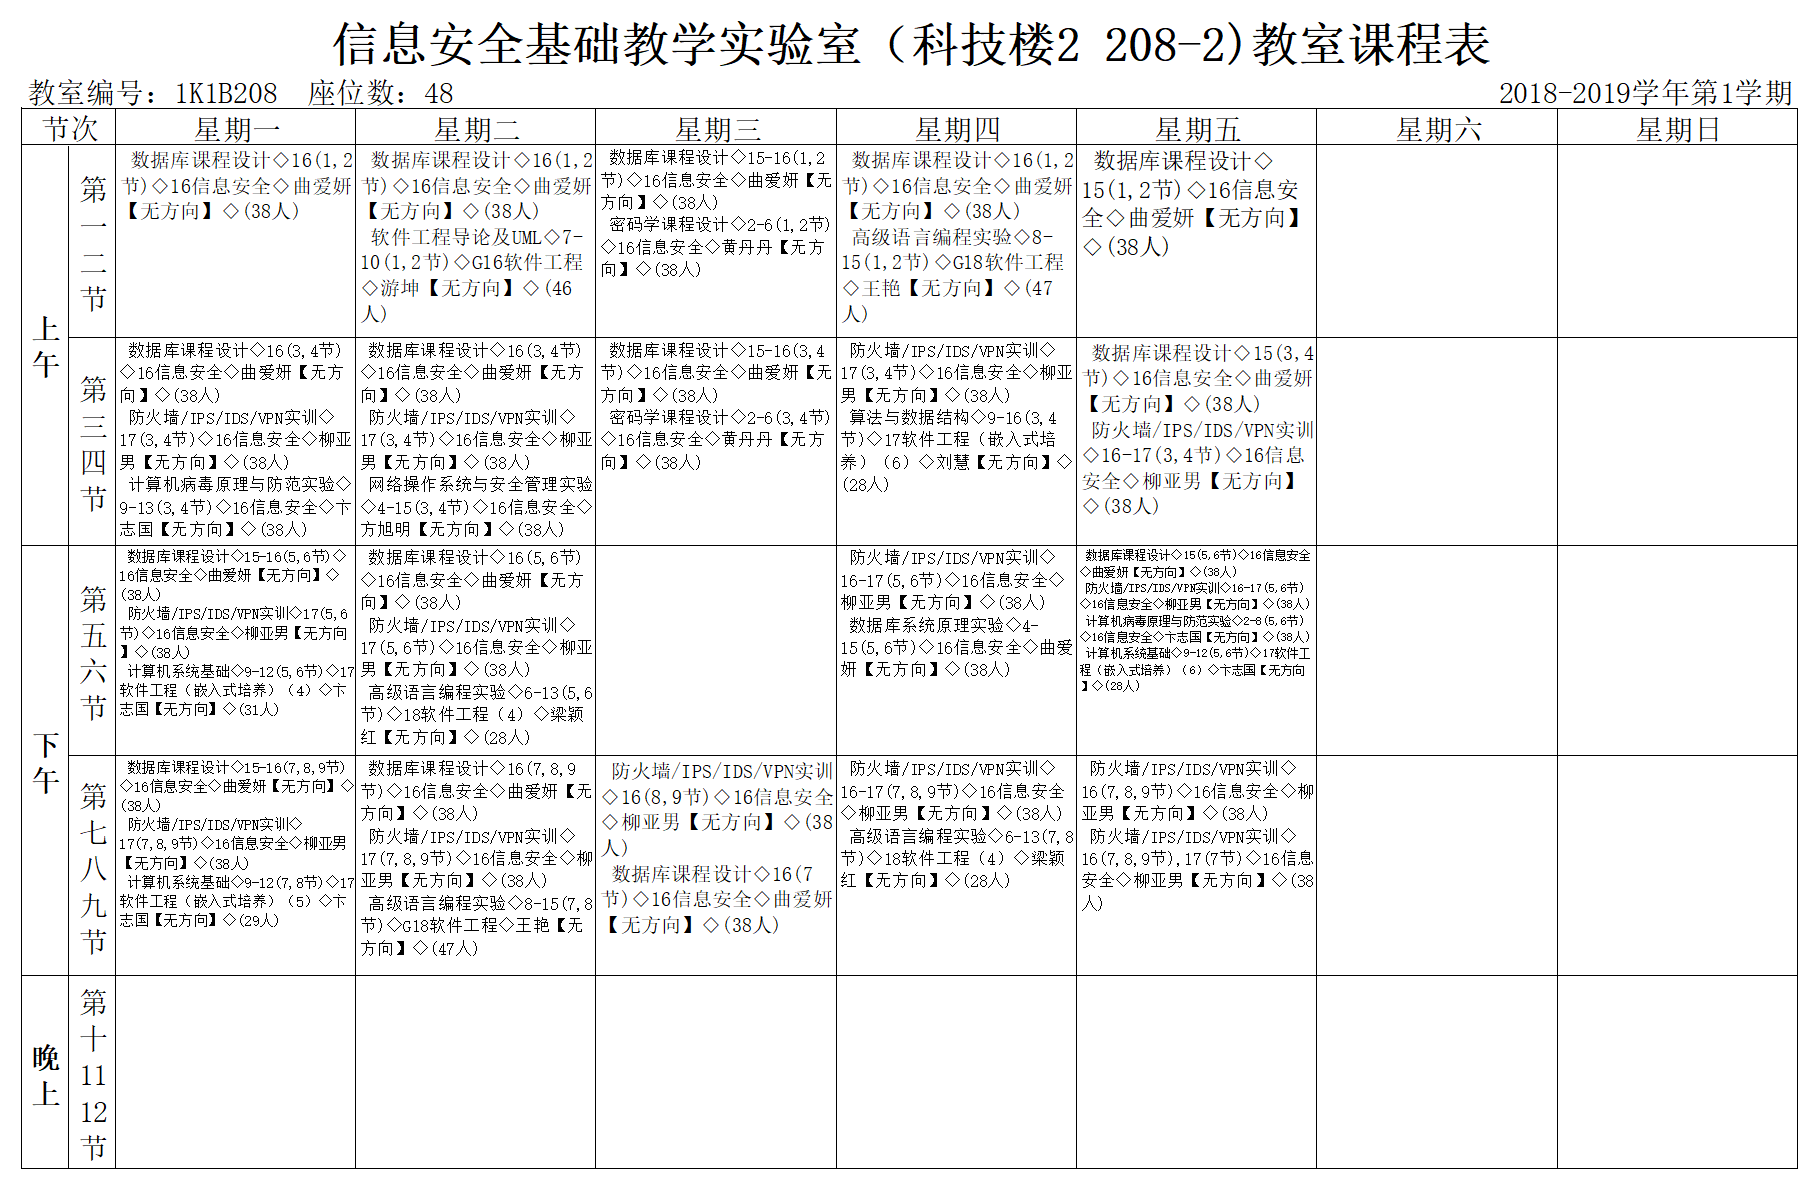 信息安全基础教学实验室（科技楼2 208-2)教室课程表
教室编号：1K1B208 座位数：48
2018-2019学年第1学期
节次 星期一 星期二 星期三 星期四 星期五 星期六 星期日
上午
第一二节
数据库课程设计◇16(1,2
节)◇16信息安全◇曲爱妍
【无方向】◇(38人)
数据库课程设计◇16(1,2
节)◇16信息安全◇曲爱妍
【无方向】◇(38人)
软件工程导论及UML◇7-
10(1,2节)◇G16软件工程
◇游坤【无方向】◇(46
人)
数据库课程设计◇15-16(1,2
节)◇16信息安全◇曲爱妍【无
方向】◇(38人)
密码学课程设计◇2-6(1,2节)
◇16信息安全◇黄丹丹【无方
向】◇(38人)
数据库课程设计◇16(1,2
节)◇16信息安全◇曲爱妍
【无方向】◇(38人)
高级语言编程实验◇8-
15(1,2节)◇G18软件工程
◇王艳【无方向】◇(47
人)
数据库课程设计◇
15(1,2节)◇16信息安
全◇曲爱妍【无方向】
◇(38人)
第三四节
数据库课程设计◇16(3,4节)
◇16信息安全◇曲爱妍【无方
向】◇(38人)
防火墙/IPS/IDS/VPN实训◇
17(3,4节)◇16信息安全◇柳亚
男【无方向】◇(38人)
计算机病毒原理与防范实验◇
9-13(3,4节)◇16信息安全◇卞
志国【无方向】◇(38人)
数据库课程设计◇16(3,4节)
◇16信息安全◇曲爱妍【无方
向】◇(38人)
防火墙/IPS/IDS/VPN实训◇
17(3,4节)◇16信息安全◇柳亚
男【无方向】◇(38人)
网络操作系统与安全管理实验
◇4-15(3,4节)◇16信息安全◇
方旭明【无方向】◇(38人)
数据库课程设计◇15-16(3,4
节)◇16信息安全◇曲爱妍【无
方向】◇(38人)
密码学课程设计◇2-6(3,4节)
◇16信息安全◇黄丹丹【无方
向】◇(38人)
防火墙/IPS/IDS/VPN实训◇
17(3,4节)◇16信息安全◇柳亚
男【无方向】◇(38人)
算法与数据结构◇9-16(3,4
节)◇17软件工程（嵌入式培
养）（6）◇刘慧【无方向】◇
(28人)
数据库课程设计◇15(3,4
节)◇16信息安全◇曲爱妍
【无方向】◇(38人)
防火墙/IPS/IDS/VPN实训
◇16-17(3,4节)◇16信息
安全◇柳亚男【无方向】
◇(38人)
下午
第五六节
数据库课程设计◇15-16(5,6节)◇
16信息安全◇曲爱妍【无方向】◇
(38人)
防火墙/IPS/IDS/VPN实训◇17(5,6
节)◇16信息安全◇柳亚男【无方向
】◇(38人)
计算机系统基础◇9-12(5,6节)◇17
软件工程（嵌入式培养）（4）◇卞
志国【无方向】◇(31人)
数据库课程设计◇16(5,6节)
◇16信息安全◇曲爱妍【无方
向】◇(38人)
防火墙/IPS/IDS/VPN实训◇
17(5,6节)◇16信息安全◇柳亚
男【无方向】◇(38人)
高级语言编程实验◇6-13(5,6
节)◇18软件工程（4）◇梁颖
红【无方向】◇(28人)
防火墙/IPS/IDS/VPN实训◇
16-17(5,6节)◇16信息安全◇
柳亚男【无方向】◇(38人)
数据库系统原理实验◇4-
15(5,6节)◇16信息安全◇曲爱
妍【无方向】◇(38人)
数据库课程设计◇15(5,6节)◇16信息安全
◇曲爱妍【无方向】◇(38人)
防火墙/IPS/IDS/VPN实训◇16-17(5,6节)
◇16信息安全◇柳亚男【无方向】◇(38人)
计算机病毒原理与防范实验◇2-8(5,6节)
◇16信息安全◇卞志国【无方向】◇(38人)
计算机系统基础◇9-12(5,6节)◇17软件工
程（嵌入式培养）（6）◇卞志国【无方向
】◇(28人)
第七八九节
数据库课程设计◇15-16(7,8,9节)
◇16信息安全◇曲爱妍【无方向】◇
(38人)
防火墙/IPS/IDS/VPN实训◇
17(7,8,9节)◇16信息安全◇柳亚男
【无方向】◇(38人)
计算机系统基础◇9-12(7,8节)◇17
软件工程（嵌入式培养）（5）◇卞
志国【无方向】◇(29人)
数据库课程设计◇16(7,8,9
节)◇16信息安全◇曲爱妍【无
方向】◇(38人)
防火墙/IPS/IDS/VPN实训◇
17(7,8,9节)◇16信息安全◇柳
亚男【无方向】◇(38人)
高级语言编程实验◇8-15(7,8
节)◇G18软件工程◇王艳【无
方向】◇(47人)
防火墙/IPS/IDS/VPN实训
◇16(8,9节)◇16信息安全
◇柳亚男【无方向】◇(38
人)
数据库课程设计◇16(7
节)◇16信息安全◇曲爱妍
【无方向】◇(38人)
防火墙/IPS/IDS/VPN实训◇
16-17(7,8,9节)◇16信息安全
◇柳亚男【无方向】◇(38人)
高级语言编程实验◇6-13(7,8
节)◇18软件工程（4）◇梁颖
红【无方向】◇(28人)
防火墙/IPS/IDS/VPN实训◇
16(7,8,9节)◇16信息安全◇柳
亚男【无方向】◇(38人)
防火墙/IPS/IDS/VPN实训◇
16(7,8,9节),17(7节)◇16信息
安全◇柳亚男【无方向】◇(38
人)
晚上
第十1112节